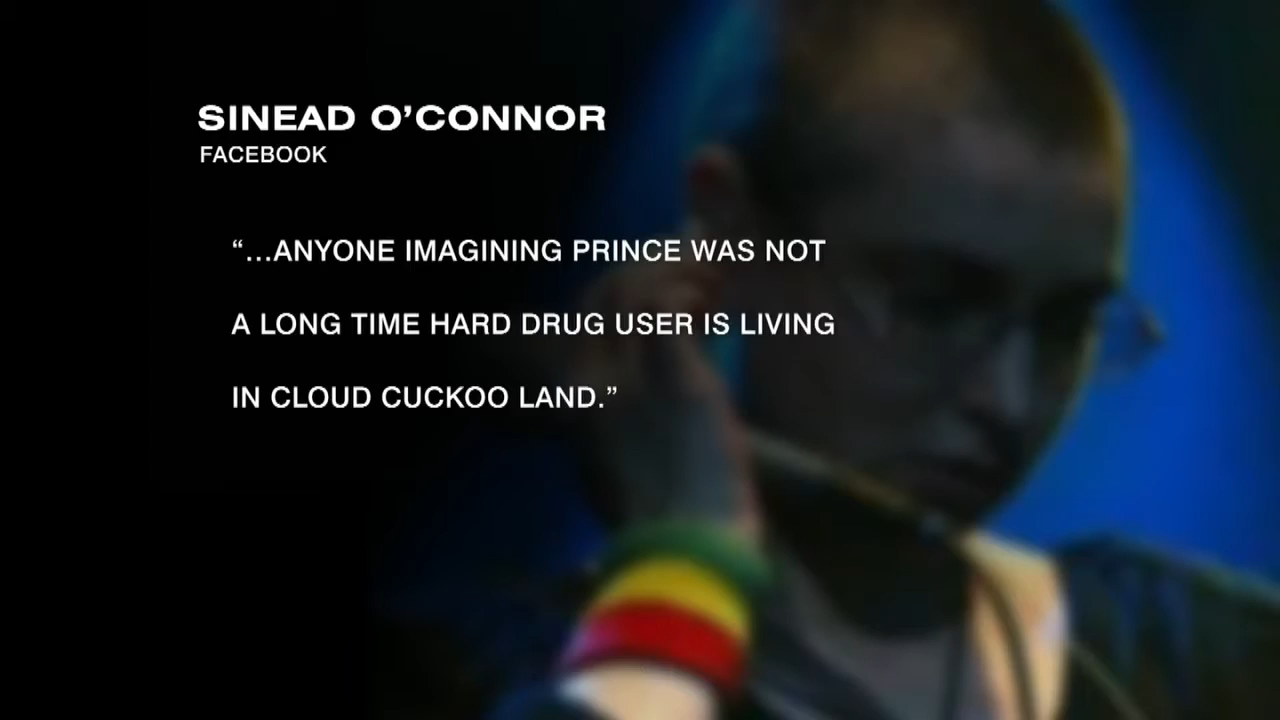 SINEAD O’CONNOR
FACEBOOK
“...ANYONE IMAGINING PRINCE WAS NOT
A LONG TIME HARD DRUG USER IS LIVING
IN CLOUD CUCKOO LAND.”